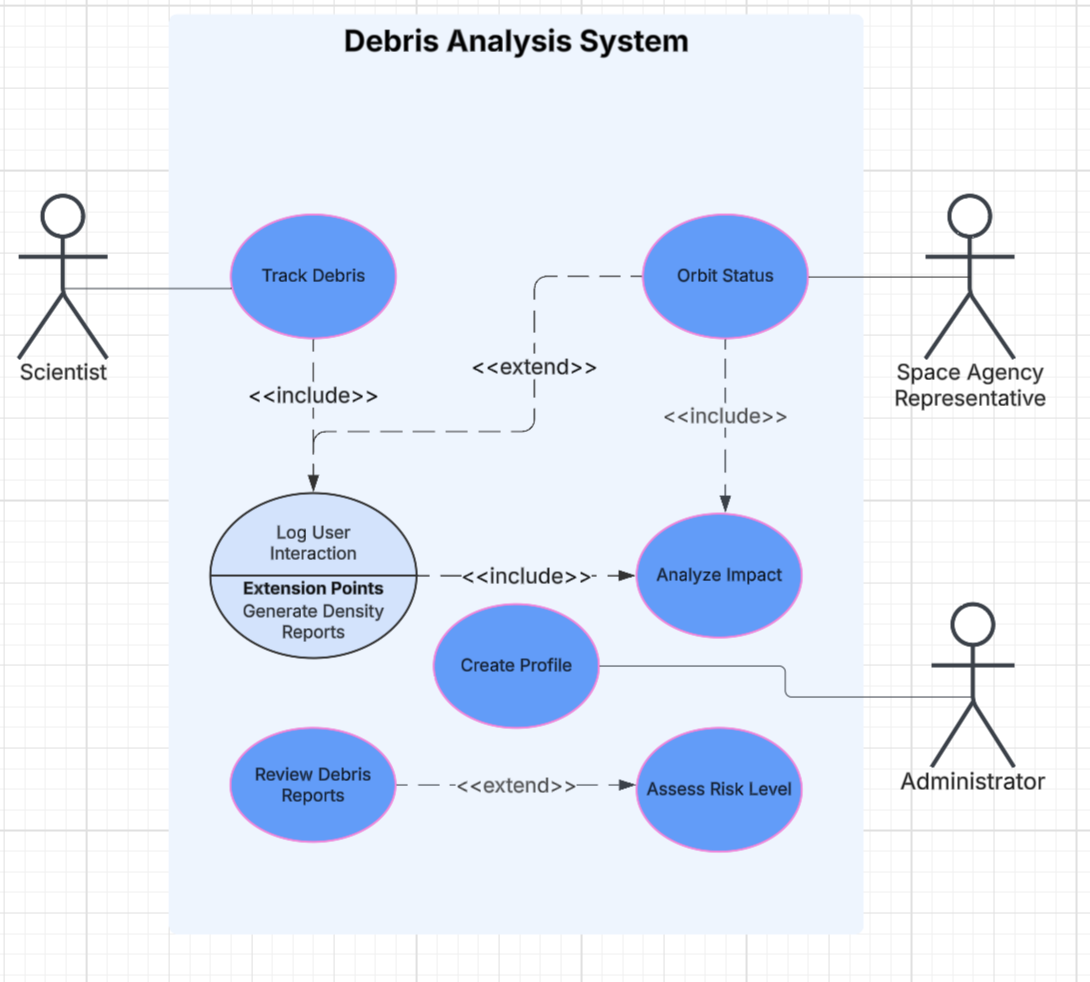 Debris Analysis System
Track Debris
Orbit Status
Scientist
Space Agency
Representative
<<extend>>
<<include>>
<<include>>
Log User
Interaction
Extension Points
Generate Density
Reports
<<include>>
Analyze Impact
Create Profile
Administrator
Review Debris
Reports
<<extend>>
Assess Risk Level